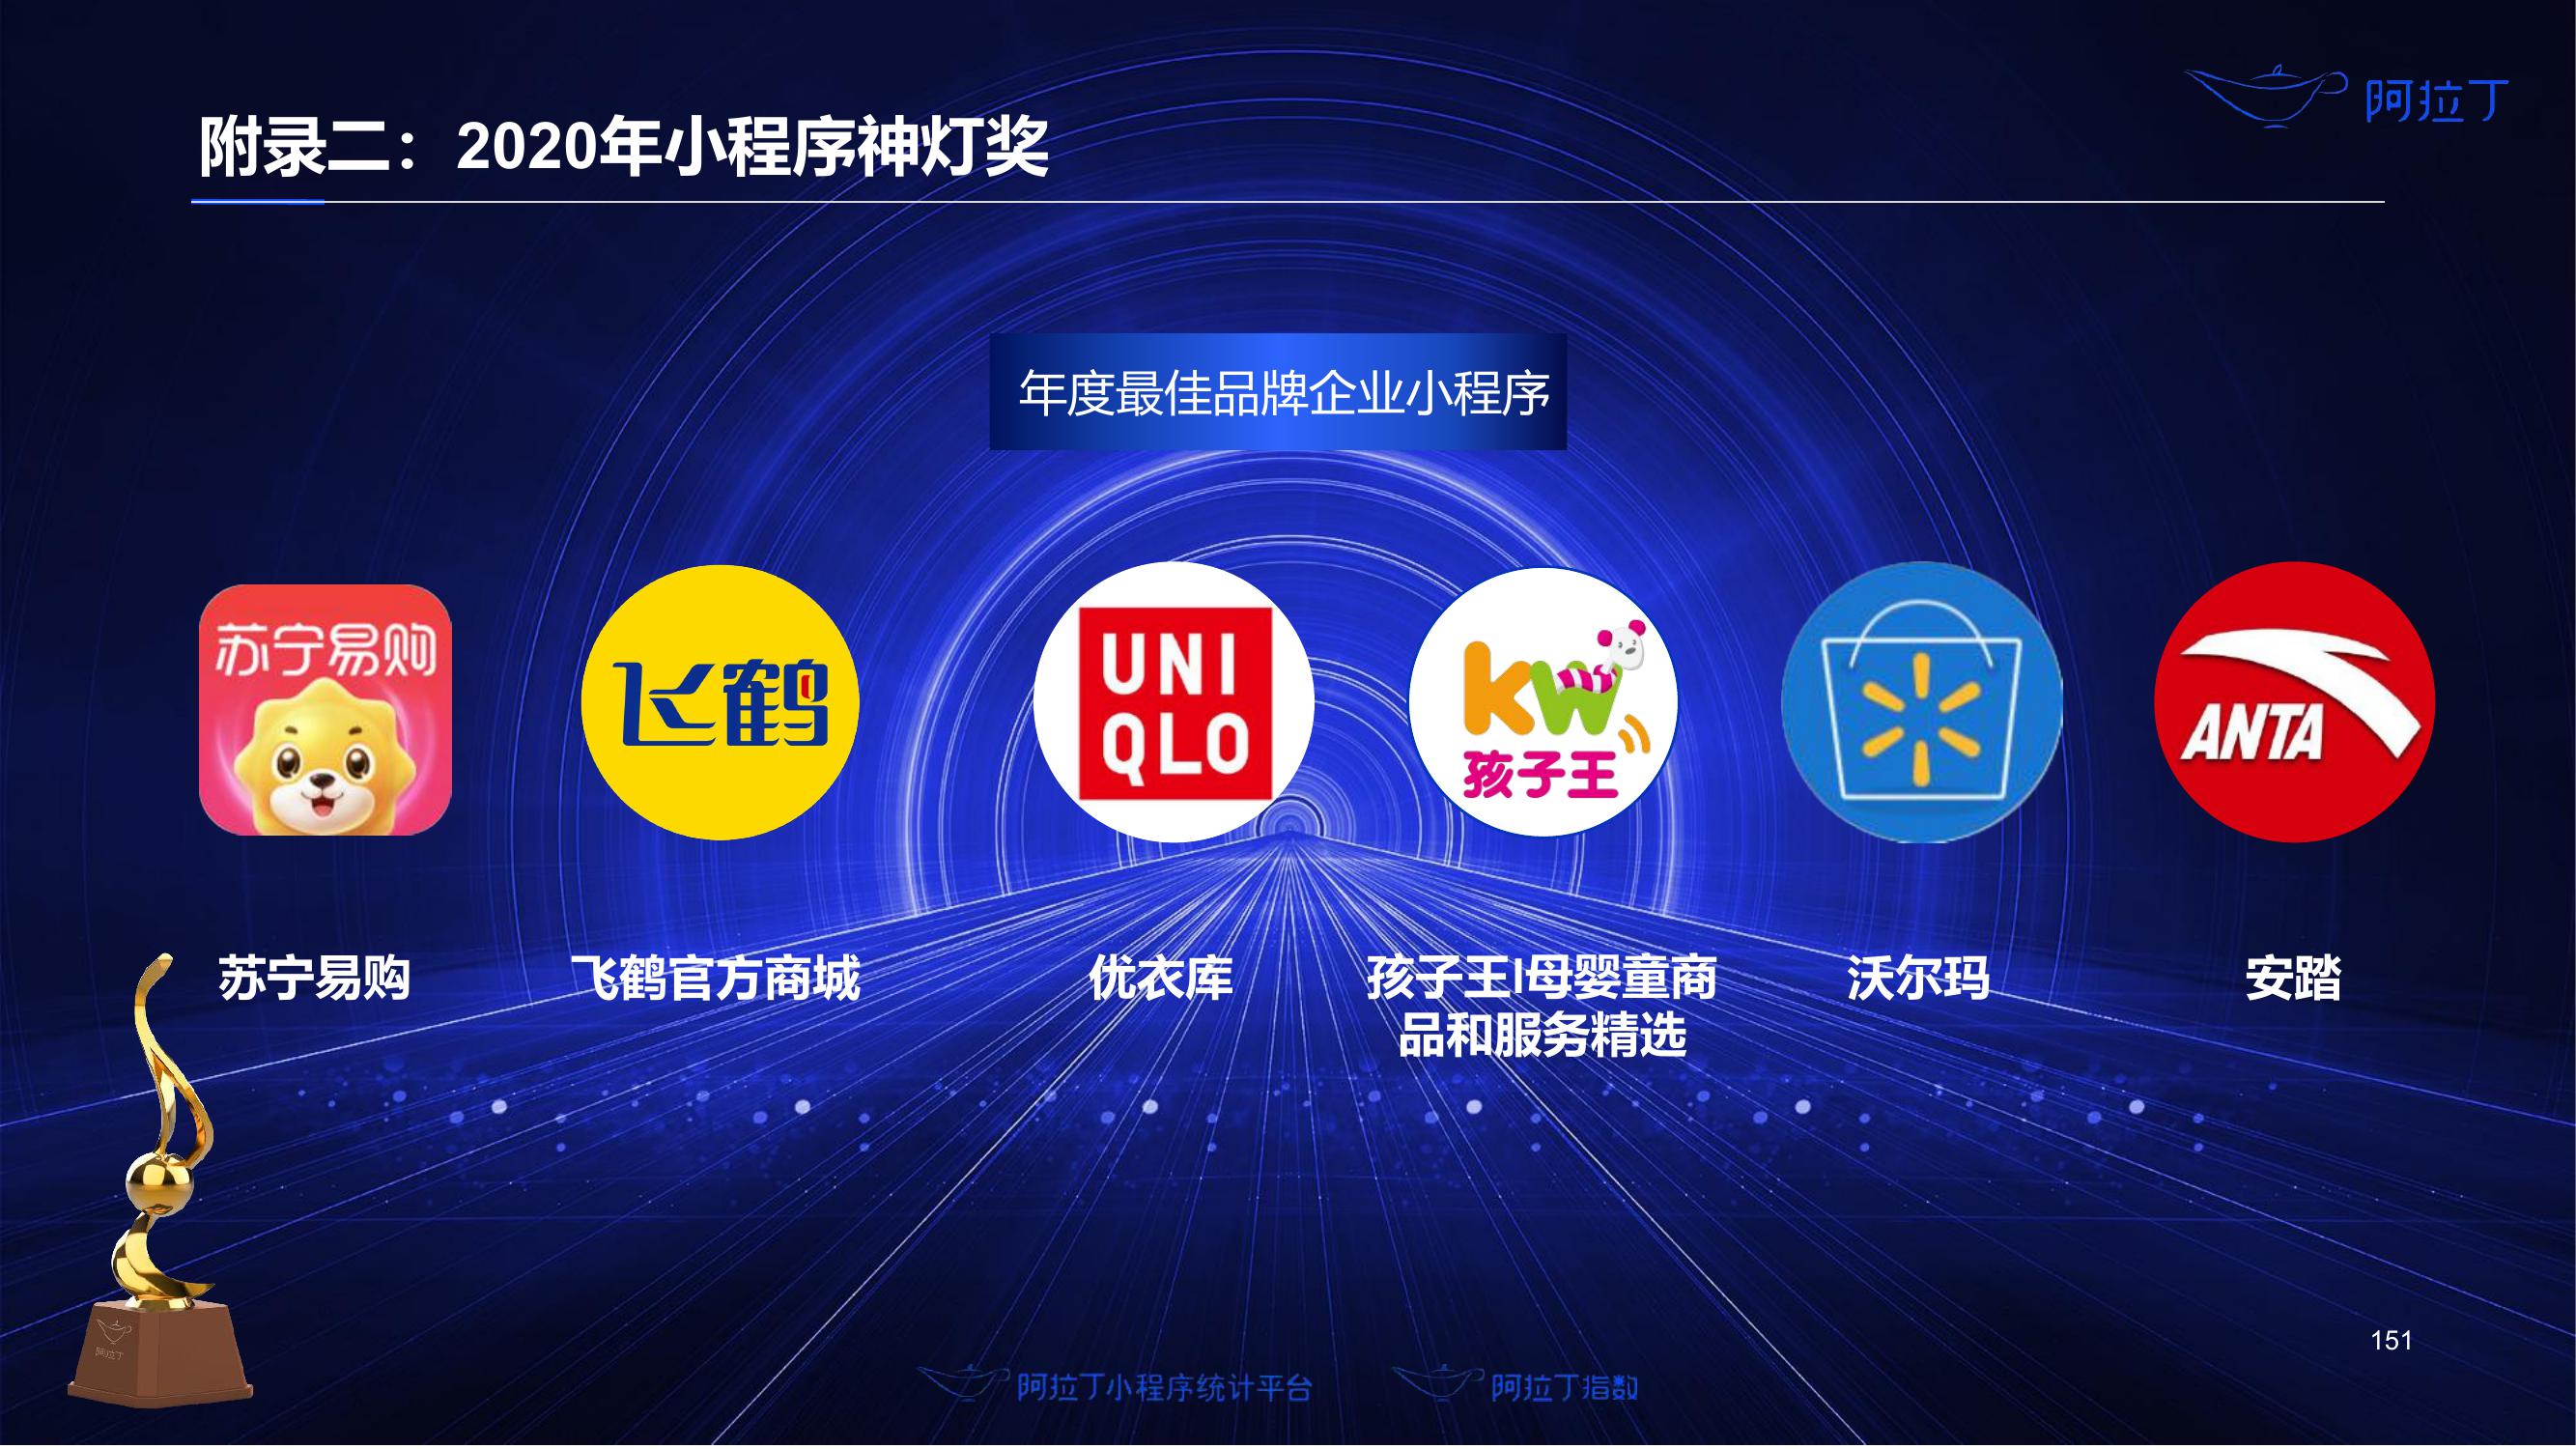 阿拉丁
附录二：2020年小程序神灯奖
年度最佳品牌企业小程序
苏宁易购
飞鹤
UNI
QLO
kw
孩子王
ANTA
苏宁易购
飞鹤官方商城
优衣库
孩子王|母婴童商
品和服务精选
沃尔玛
安踏
阿拉丁
151
阿拉丁小程序统计平台
阿拉丁指数